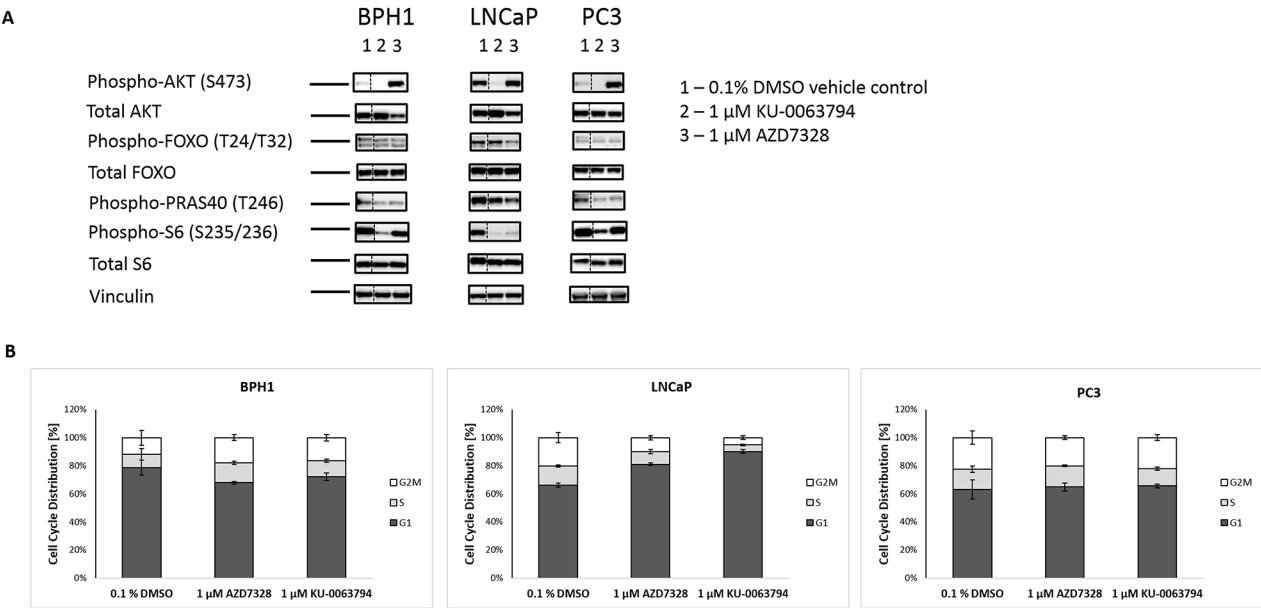 A
BPH1 LNCaP PC3
1 2 3 1 2 3 1 2 3
Phospho-AKT (S473)
Total AKT
Phospho-FOXO (T24/T32)
Total FOXO
Phospho-PRAS40 (T246)
Phospho-S6 (S235/236)
Total S6
Vinculin
1 – 0.1% DMSO vehicle control
2 – 1 µM KU-0063794
3 – 1 µM AZD7328
B
BPH1
Cell Cycle Distribution [%]
120%
100%
80%
60%
40%
20%
0%
0.1 % DMSO 1 µM AZD7328 1 µM KU-0063794
G2M
S
G1
LNCaP
Cell Cycle Distribution [%]
120%
100%
80%
60%
40%
20%
0%
0.1 % DMSO 1 µM AZD7328 1 µM KU-0063794
G2M
S
G1
PC3
Cell Cycle Distribution [%]
120%
100%
80%
60%
40%
20%
0%
0.1 % DMSO 1 µM AZD7328 1 µM KU-0063794
G2M
S
G1